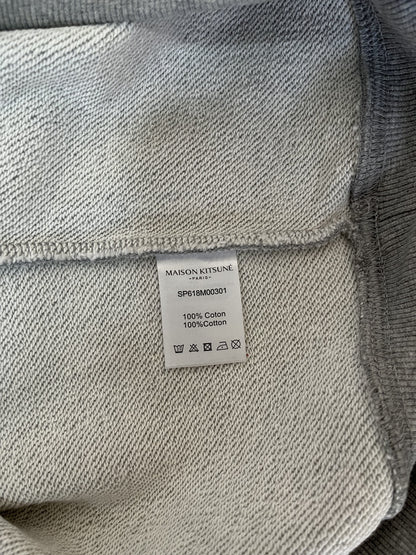 MAISON KITSUNÉ
-PARIS-
SP618M00301
100% Coton
100%Cotton